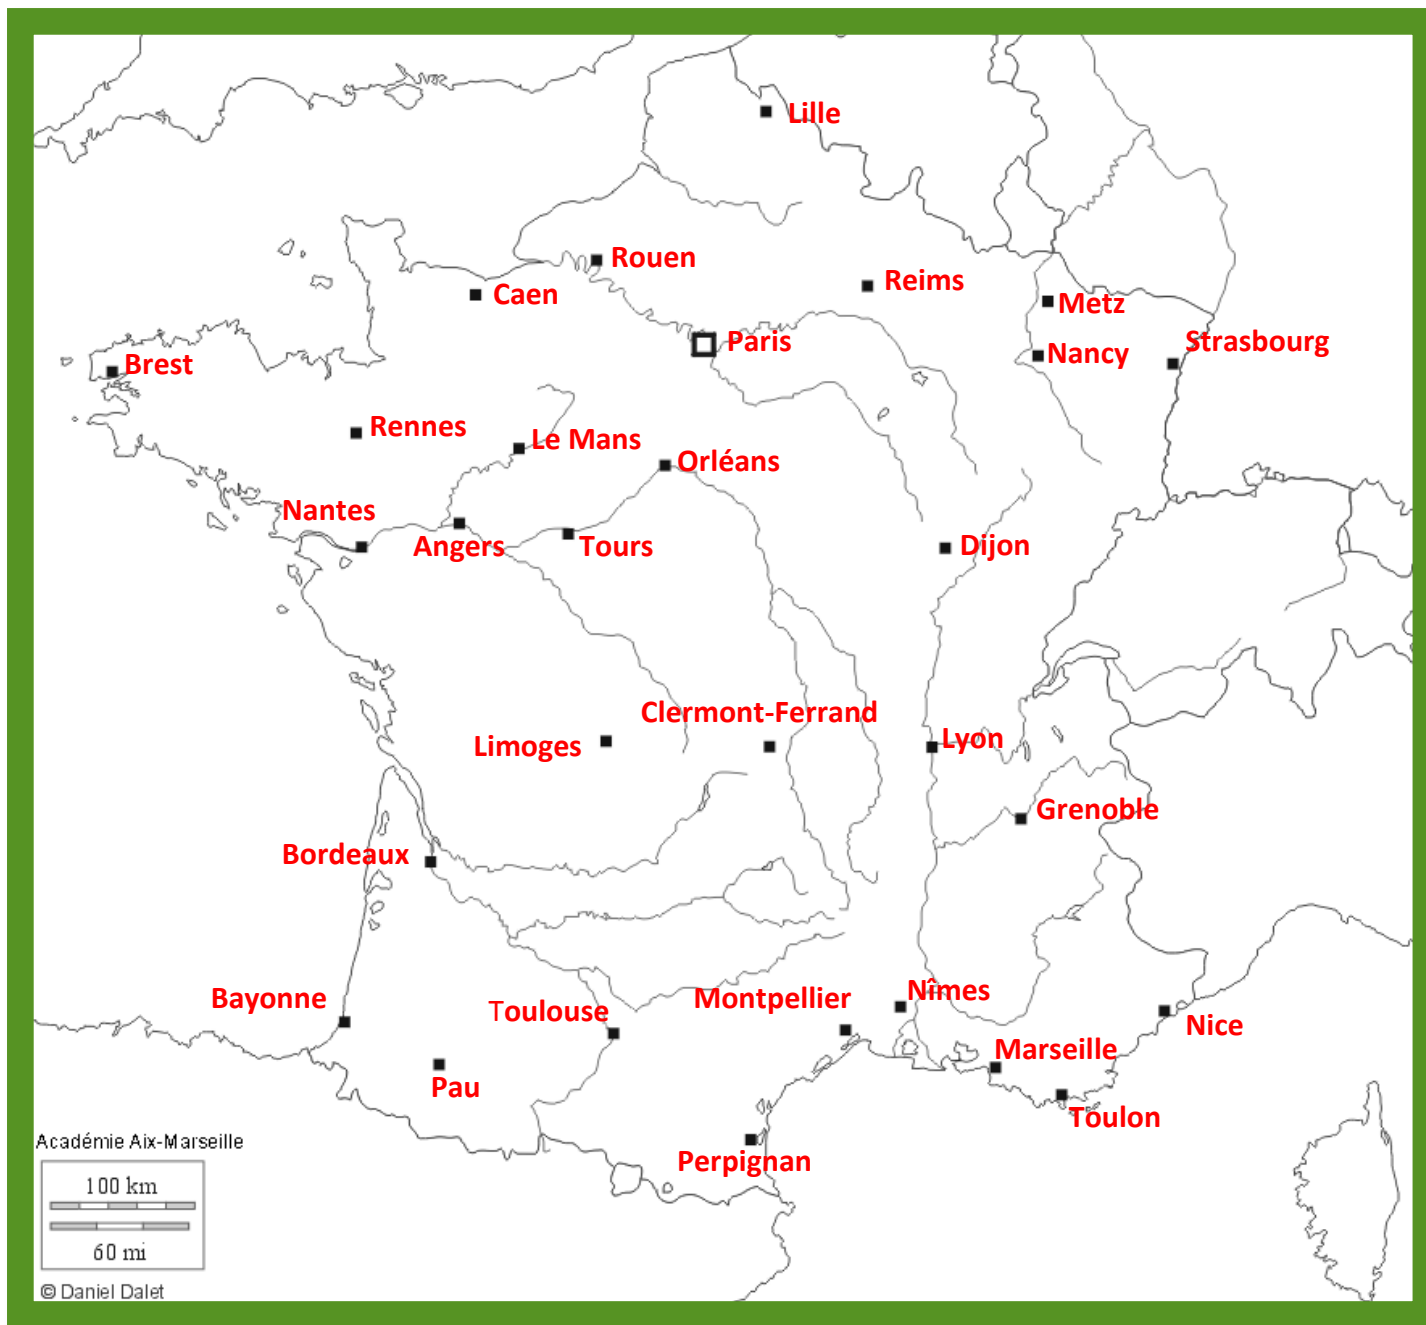 Lille
Rouen
Reims
Caen
Metz
Paris
Strasbourg
Nancy
Brest
Rennes
Le Mans
Orléans
Nantes
Angers
Tours
Dijon
Clermont-Ferrand
Limoges
Lyon
Grenoble
Bordeaux
Bayonne
Toulouse
Montpellier
Nîmes
Nice
Marseille
Pau
Toulon
Perpignan
Académie Aix-Marseille
100 km
60 mi
© Daniel Dalet